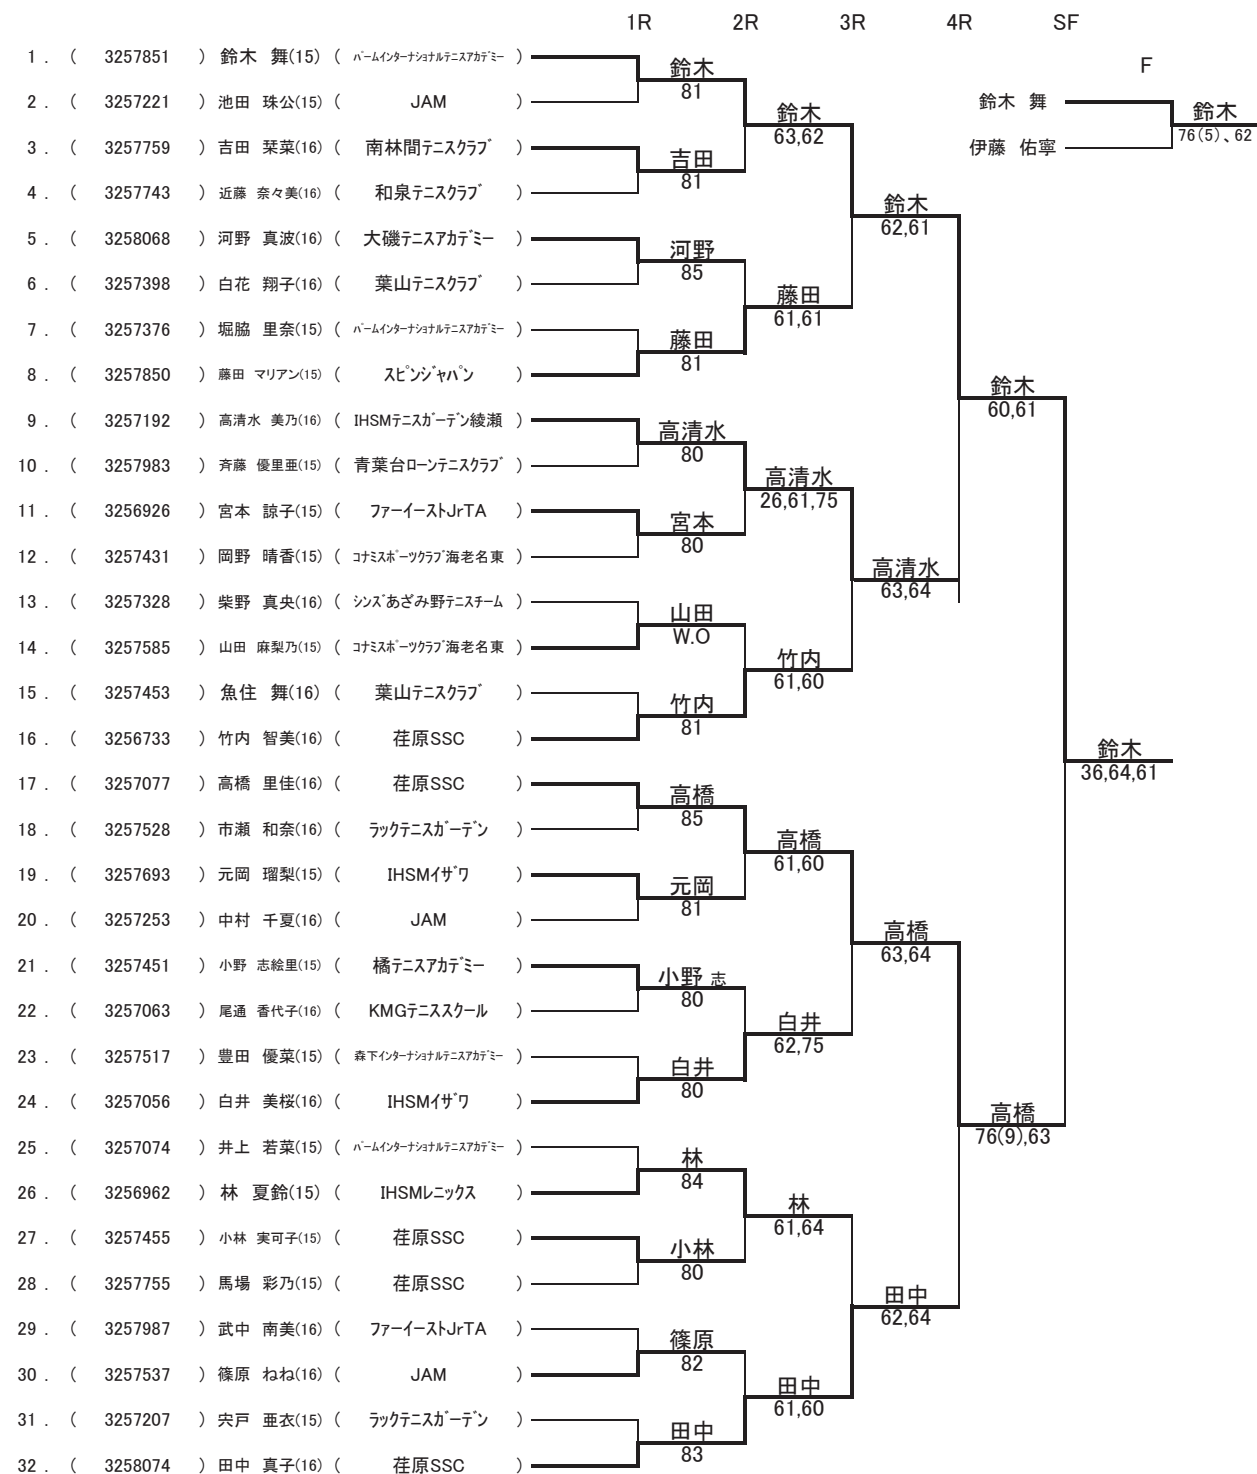 1R 2R 3R 4R SF
F
1 . ( 3257851 ) 鈴木 舞(15) ( パームインターナショナルテニスアカデミー )
鈴木
81
2 . ( 3257221 ) 池田 珠公(15) ( JAM )
鈴木 舞
鈴木
76(5)、62
鈴木
63,62
3 . ( 3257759 ) 吉田 栞菜(16) ( 南林間テニスクラブ )
伊藤 佑寧
吉田
81
4 . ( 3257743 ) 近藤 奈々美(16) ( 和泉テニスクラブ )
鈴木
62,61
5 . ( 3258068 ) 河野 真波(16) ( 大磯テニスアカデミー )
河野
85
6 . ( 3257398 ) 白花 翔子(16) ( 葉山テニスクラブ )
藤田
61,61
7 . ( 3257376 ) 堀脇 里奈(15) ( パームインターナショナルテニスアカデミー )
藤田
81
8 . ( 3257850 ) 藤田 マリアン(15) ( スピンジャパン )
鈴木
60,61
9 . ( 3257192 ) 高清水 美乃(16) ( IHSMテニスガーデン綾瀬 )
高清水
80
10 . ( 3257983 ) 斉藤 優里亜(15) ( 青葉台ローンテニスクラブ )
高清水
26,61,75
11 . ( 3256926 ) 宮本 諒子(15) ( ファーイーストJrTA )
宮本
80
12 . ( 3257431 ) 岡野 晴香(15) ( コナミスポーツクラブ海老名東 )
高清水
63,64
13 . ( 3257328 ) 柴野 真央(16) ( シンズあざみ野テニスチーム )
山田
W.O
14 . ( 3257585 ) 山田 麻梨乃(15) ( コナミスポーツクラブ海老名東 )
竹内
61,60
15 . ( 3257453 ) 魚住 舞(16) ( 葉山テニスクラブ )
竹内
81
16 . ( 3256733 ) 竹内 智美(16) ( 荏原SSC )
鈴木
36,64,61
17 . ( 3257077 ) 高橋 里佳(16) ( 荏原SSC )
高橋
85
18 . ( 3257528 ) 市瀬 和奈(16) ( ラックテニスガーデン )
高橋
61,60
19 . ( 3257693 ) 元岡 瑠梨(15) ( IHSMイザワ )
元岡
81
20 . ( 3257253 ) 中村 千夏(16) ( JAM )
高橋
63,64
21 . ( 3257451 ) 小野 志絵里(15) ( 橘テニスアカデミー )
小野 志
80
22 . ( 3257063 ) 尾通 香代子(16) ( KMGテニススクール )
白井
62,75
23 . ( 3257517 ) 豊田 優菜(15) ( 森下インターナショナルテニスアカデミー )
白井
80
24 . ( 3257056 ) 白井 美桜(16) ( IHSMイザワ )
高橋
76(9),63
25 . ( 3257074 ) 井上 若菜(15) ( パームインターナショナルテニスアカデミー )
林
84
26 . ( 3256962 ) 林 夏鈴(15) ( IHSMレニックス )
林
61,64
27 . ( 3257455 ) 小林 実可子(15) ( 荏原SSC )
小林
80
28 . ( 3257755 ) 馬場 彩乃(15) ( 荏原SSC )
田中
62,64
29 . ( 3257987 ) 武中 南美(16) ( ファーイーストJrTA )
篠原
82
30 . ( 3257537 ) 篠原 ねね(16) ( JAM )
田中
61,60
31 . ( 3257207 ) 宍戸 亜衣(15) ( ラックテニスガーデン )
田中
83
32 . ( 3258074 ) 田中 真子(16) ( 荏原SSC )